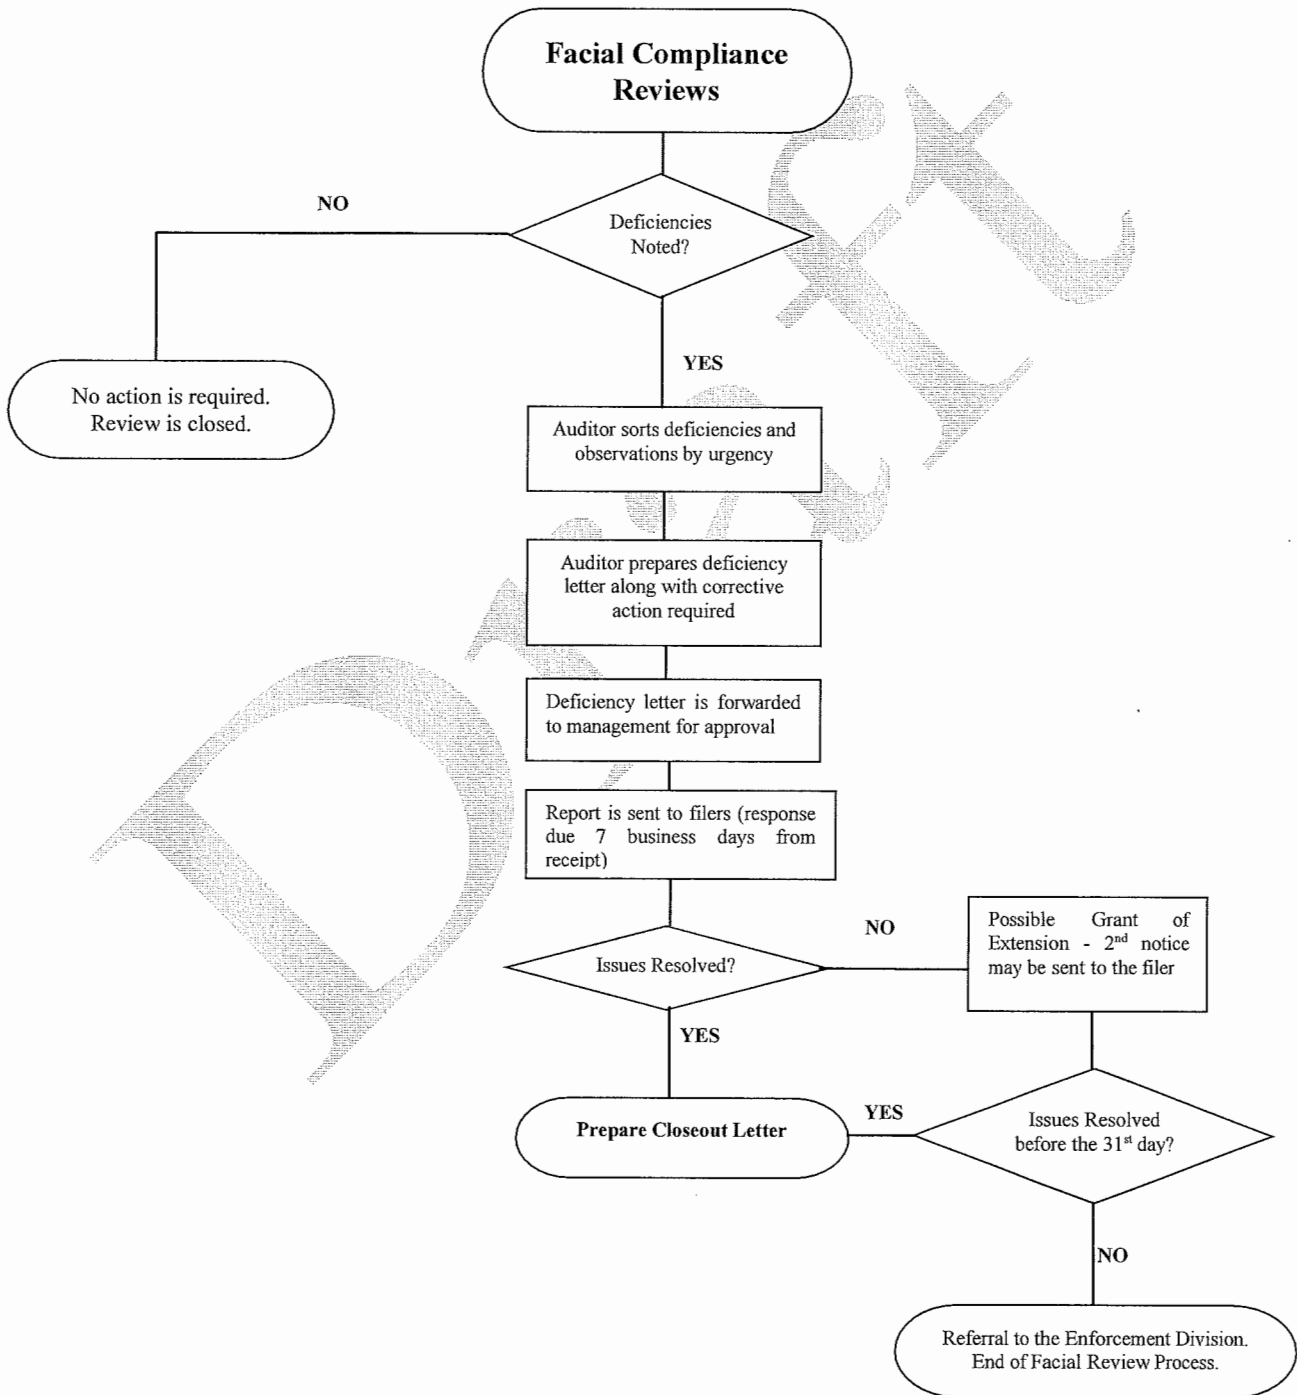 Facial Compliance
Reviews
NO
Deficiencies
Noted?
YES
No action is required.
Review is closed.
Auditor sorts deficiencies and
observations by urgency
Auditor prepares deficiency
letter along with corrective
action required
Deficiency letter is forwarded
to management for approval
Report is sent to filers (response
due 7 business days from
receipt)
NO
Possible Grant of
Extension - 2nd notice
may be sent to the filer
Issues Resolved?
YES
Prepare Closeout Letter
YES
Issues Resolved
before the 31st day?
NO
Referral to the Enforcement Division.
End of Facial Review Process.
DRAFT